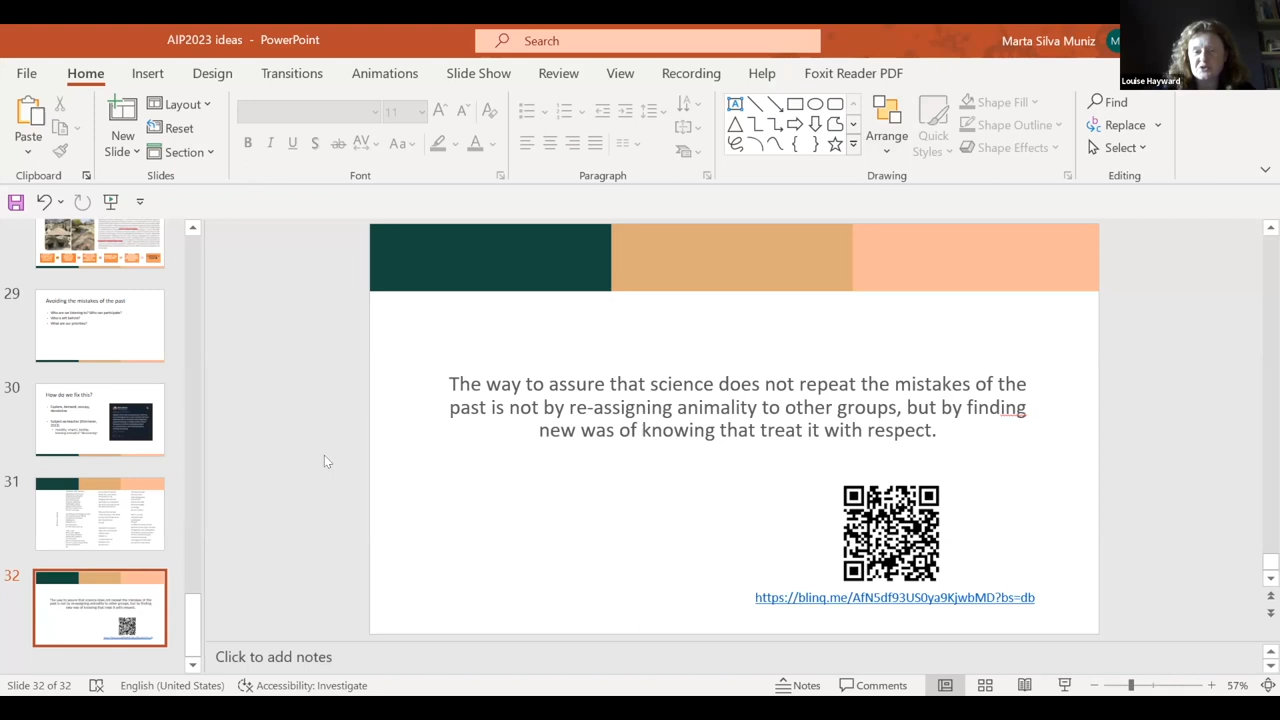 AIP2023 ideas - PowerPoint
Search
Marta Silva Muniz
Louise Hayward
File Home Insert Design Transitions Animations Slide Show Review View Recording Help Foxit Reader PDF
Paste
New
Slide
Layout
Reset
Section
11
B I U S ab AV Aa A
Arrange
Quick
Styles
Shape Fill
Shape Outline
Shape Effects
Find
Replace
Select
Clipboard Slides Font Paragraph Drawing Editing
29
Avoiding the mistakes of the past
30
How do we fix this?
31
32
The way to assure that science does not repeat the mistakes of the
past is not by re-assigning animality to other groups, but by finding
new was of knowing that treat it with respect.
https://blinq.me/AfN5df93US0ya9KjwbMD?bs=db
Click to add notes
Slide 32 of 32 English (United States) Accessibility: Investigate Notes Comments 57%